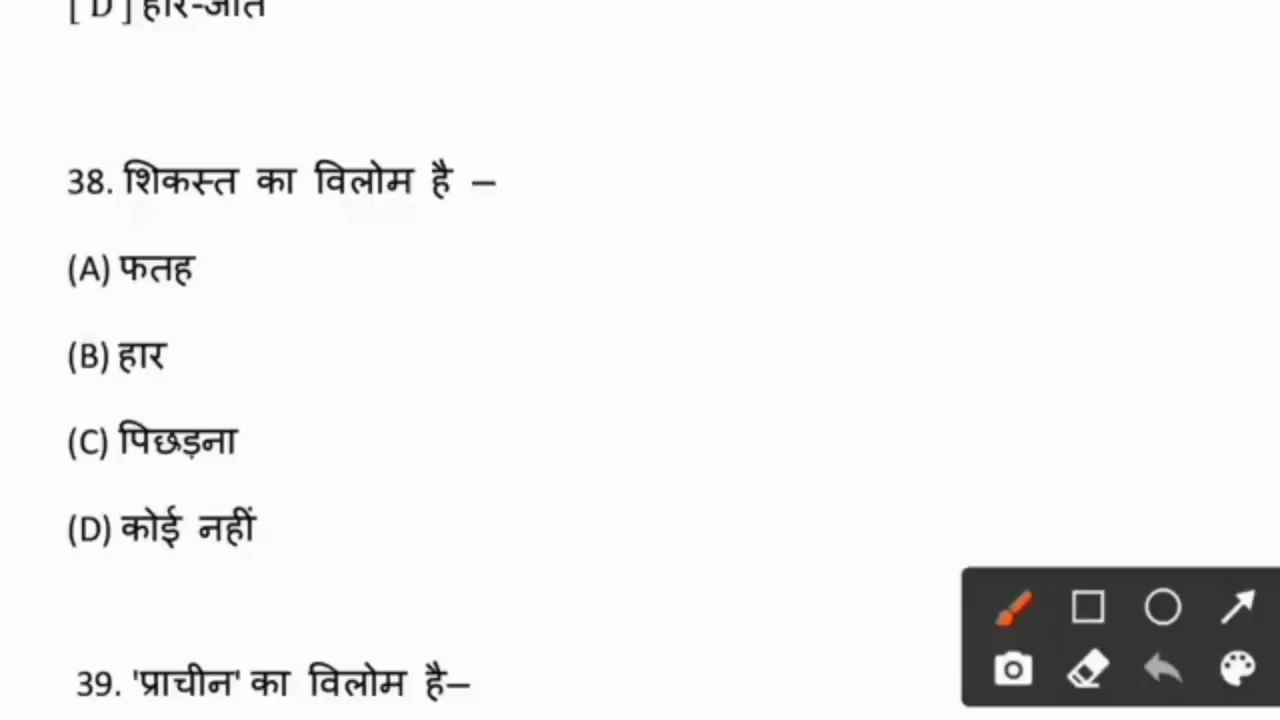 [ D ] हार-जीत
38. शिकस्त का विलोम है –
(A) फतह
(B) हार
(C) पिछड़ना
(D) कोई नहीं
39. 'प्राचीन' का विलोम है–